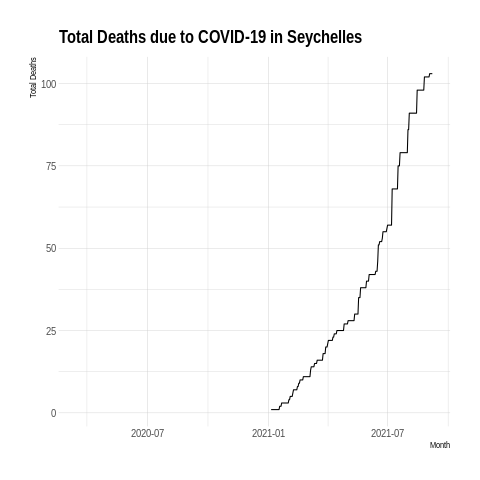 Total Deaths due to COVID-19 in Seychelles
Total Deaths
100
75
50
25
0
2020-07 2021-01 2021-07
Month